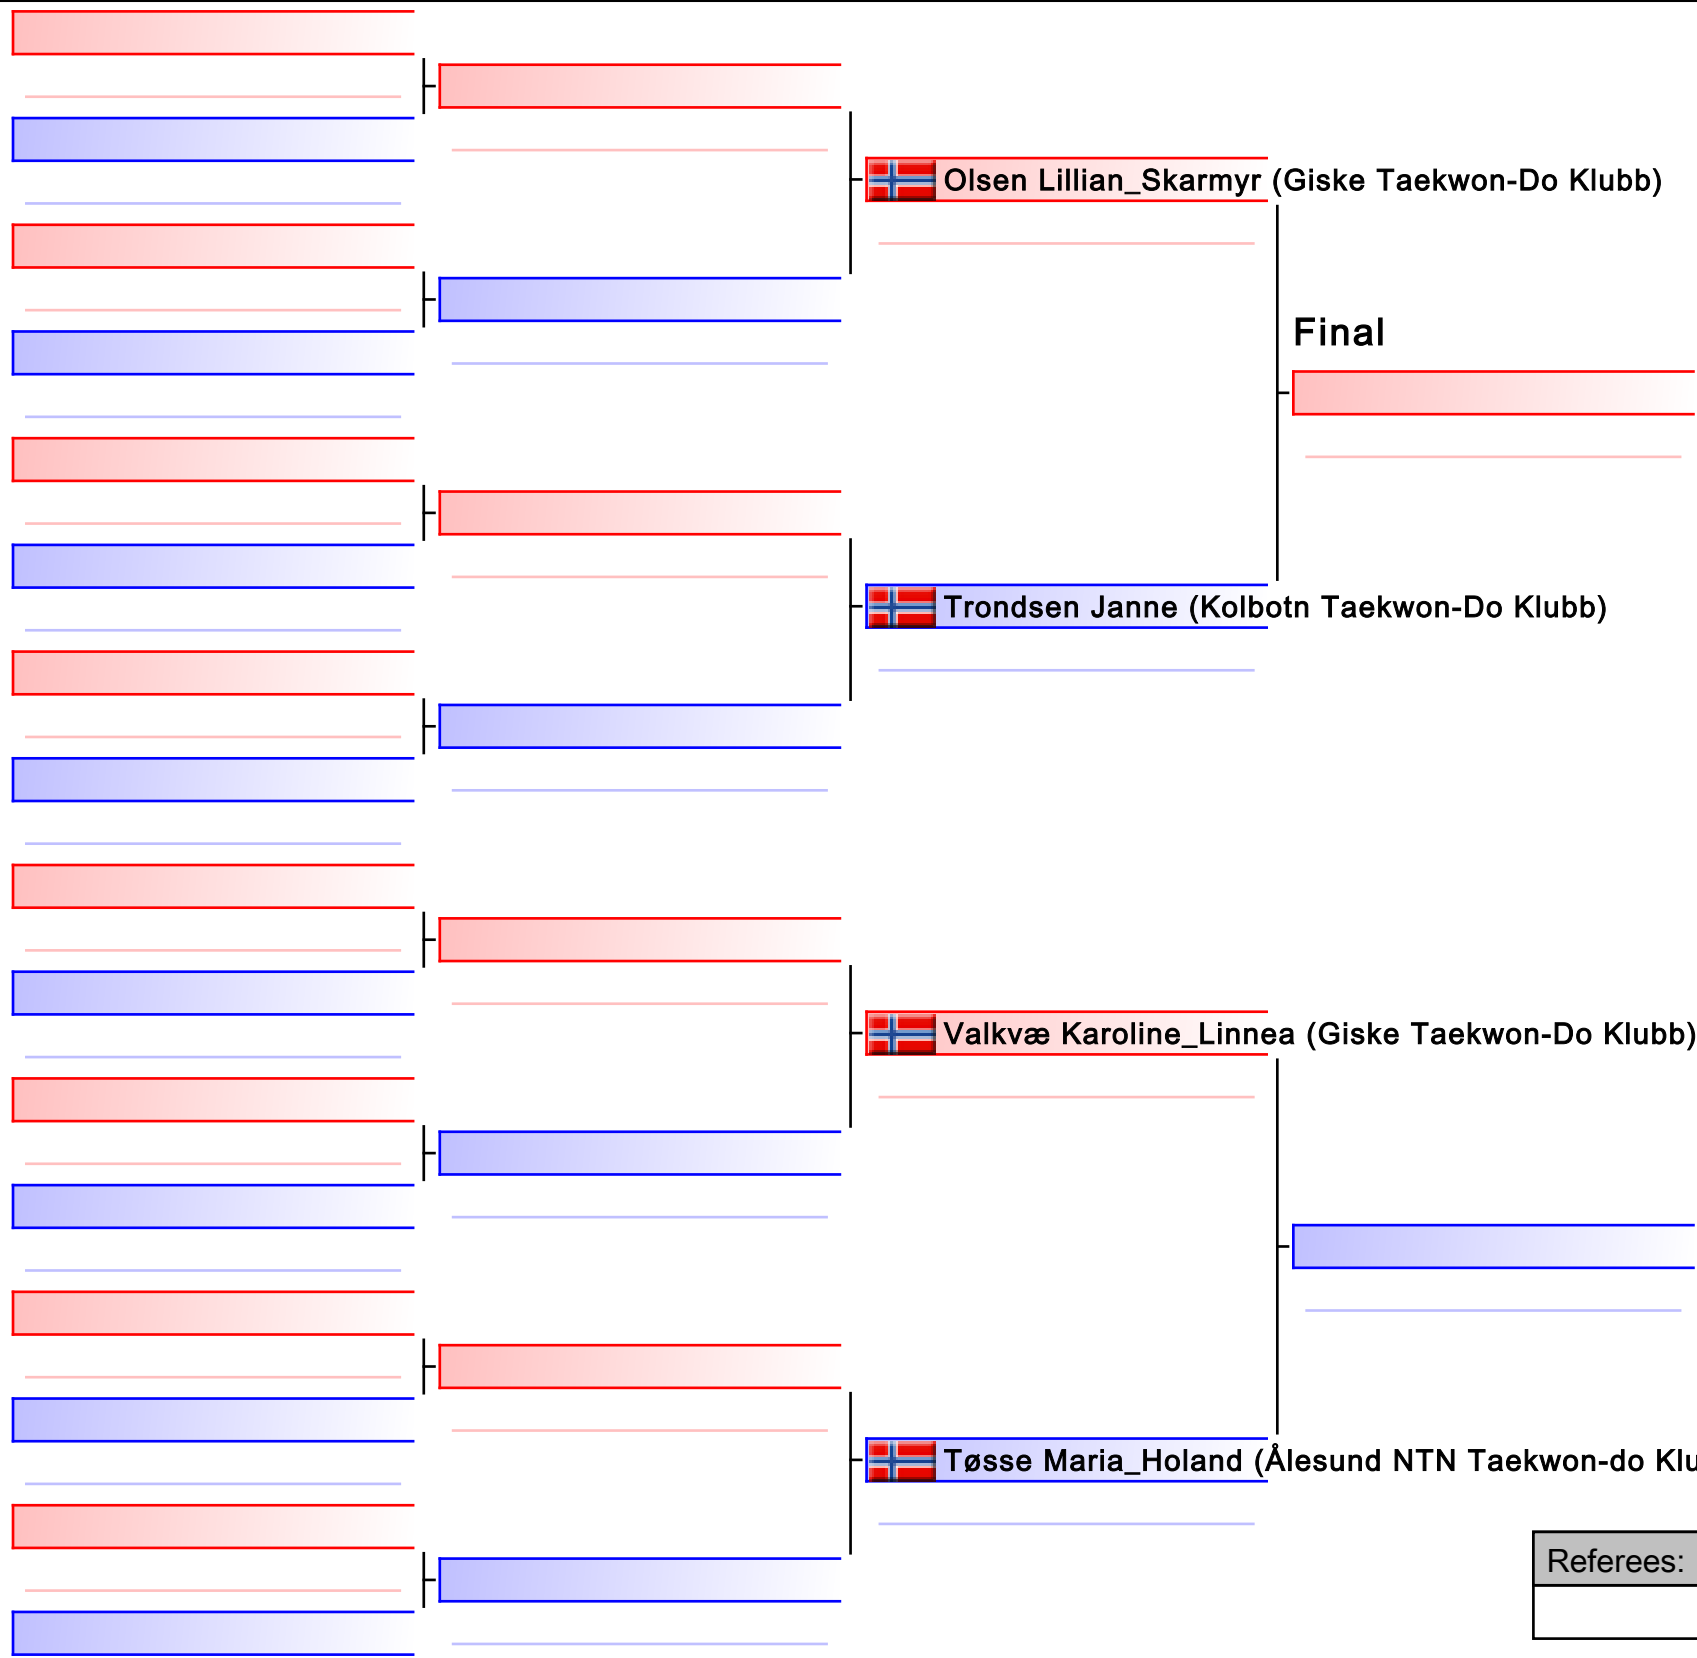 Olsen Lillian_Skarmyr (Giske Taekwon-Do Klubb)
Final
Trondsen Janne (Kolbotn Taekwon-Do Klubb)
Valkvæ Karoline_Linnea (Giske Taekwon-Do Klubb)
Tøsse Maria_Holand (Ålesund NTN Taekwon-do Klu
Referees: